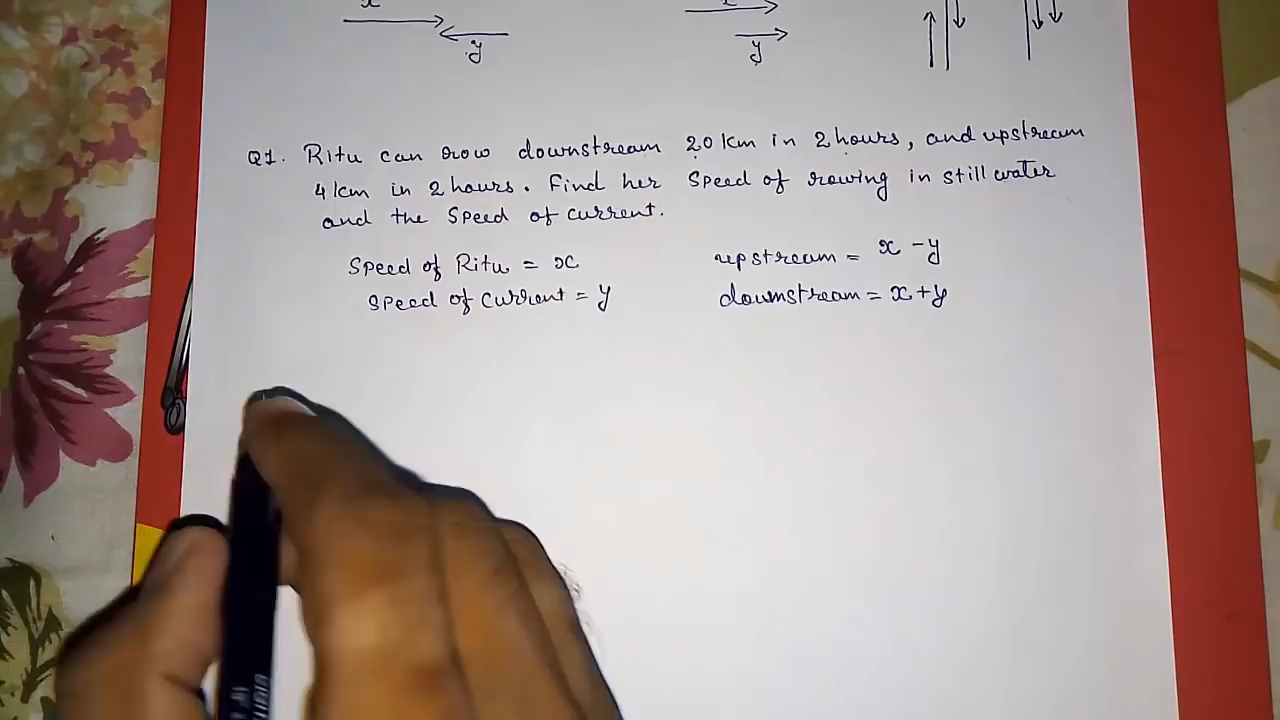 x
y
x
y
Q1. Ritu can row downstream 20 km in 2 hours, and upstream
4 km in 2 hours. Find her speed of rowing in still water
and the speed of current.
Speed of Ritu = x
Speed of current = y
upstream = x - y
downstream = x + y